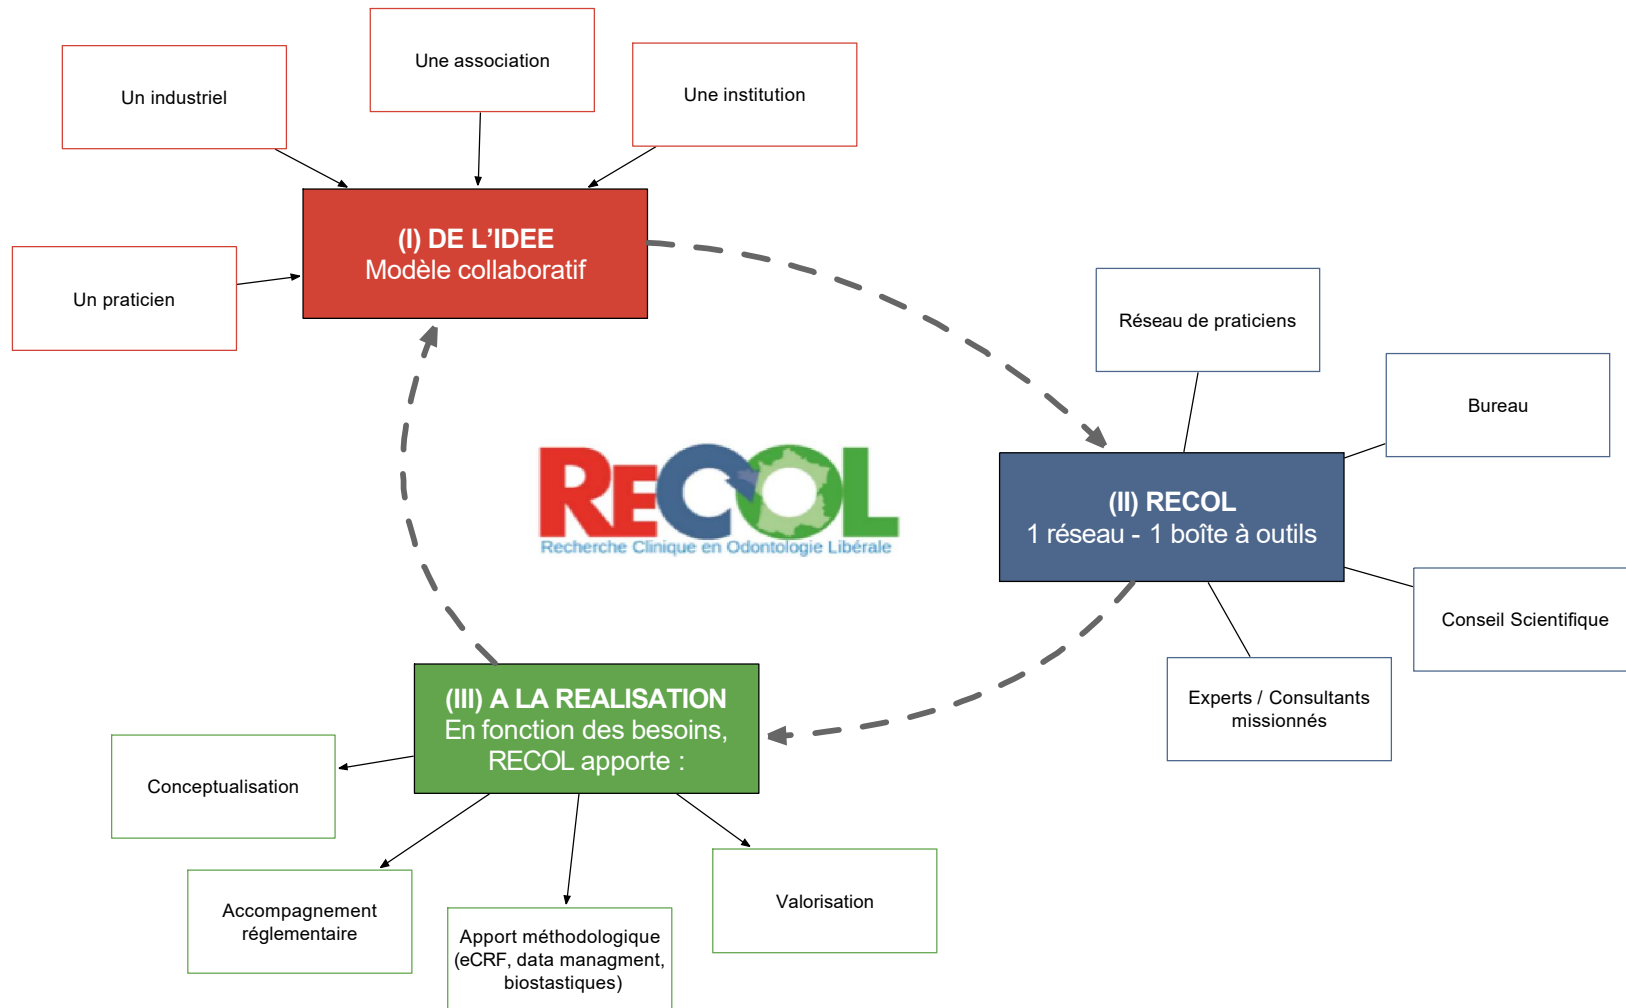 Une association
Un industriel
Une institution
(I) DE L’IDEE
Modèle collaboratif
Un praticien
Réseau de praticiens
Bureau
RECOL
Recherche Clinique en Odontologie Libérale
(II) RECOL
1 réseau - 1 boîte à outils
Conseil Scientifique
Experts / Consultants
missionnés
(III) A LA REALISATION
En fonction des besoins,
RECOL apporte :
Conceptualisation
Accompagnement
réglementaire
Apport méthodologique
(eCRF, data managment,
biostastiques)
Valorisation